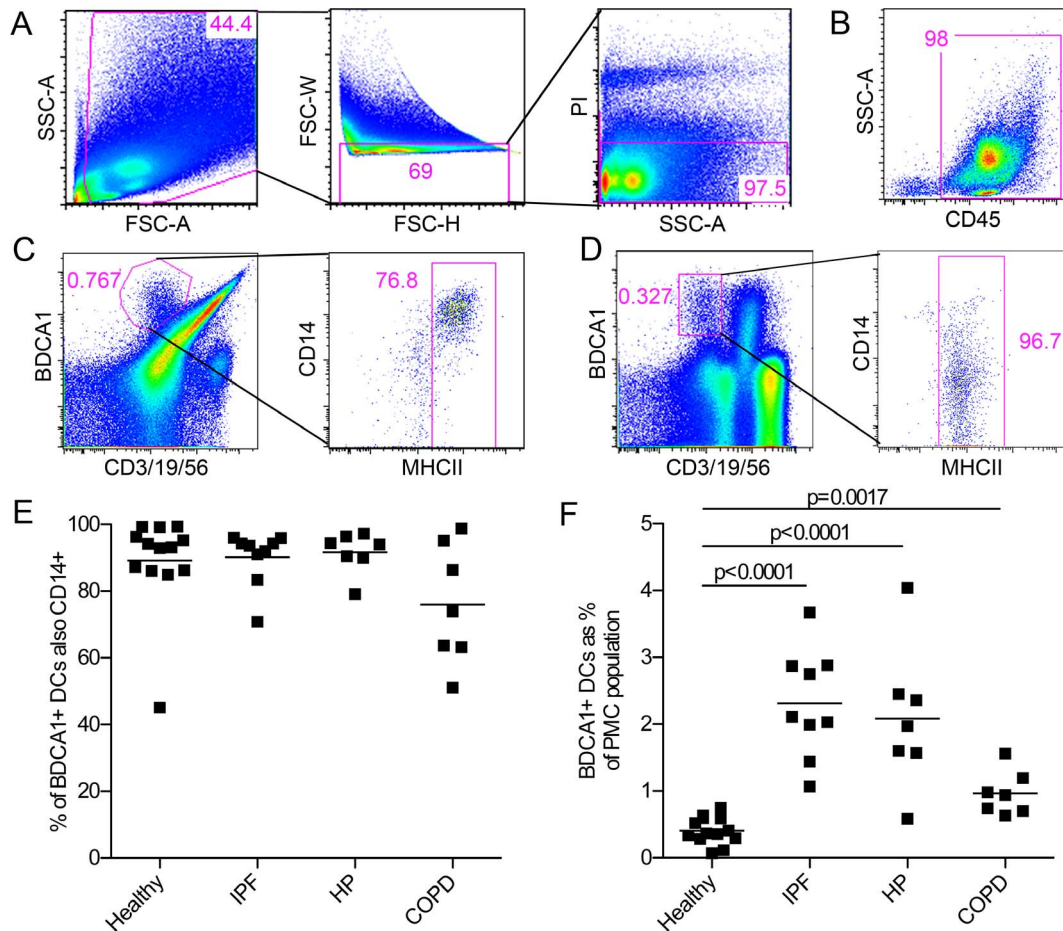 A
SSC-A
44.4
FSC-A
FSC-W
69
FSC-H
PI
97.5
SSC-A
B
SSC-A
98
CD45
C
BDCA1
0.767
CD3/19/56
CD14
76.8
MHCII
D
BDCA1
0.327
CD3/19/56
CD14
96.7
MHCII
E
% of BDCA1+ DCs also CD14+
100
80
60
40
20
0
Healthy
IPF
HP
COPD
F
BDCA1+ DCs as %
of PMC population
5
4
3
2
1
0
p=0.0017
p<0.0001
p<0.0001
Healthy
IPF
HP
COPD